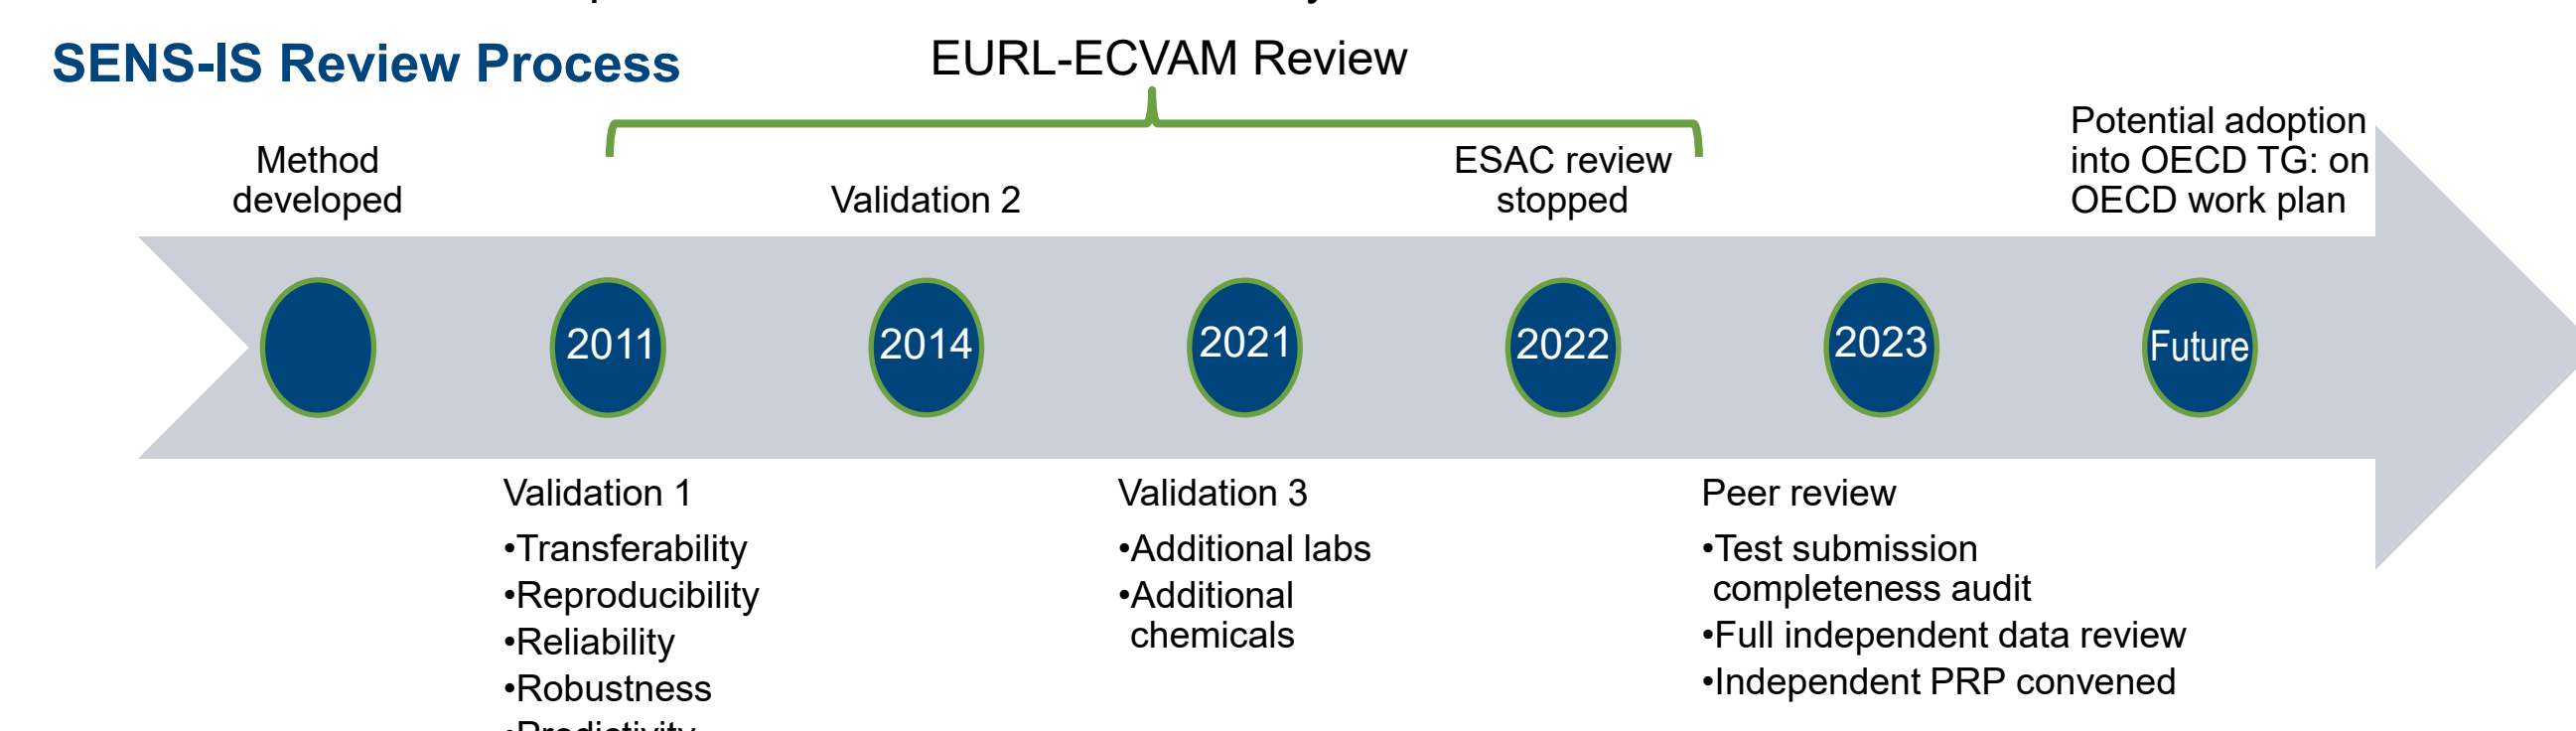 SENS-IS Review Process
EURL-ECVAM Review
Method
developed
Validation 2
ESAC review
stopped
Potential adoption
into OECD TG: on
OECD work plan
2011
2014
2021
2022
2023
Future
Validation 1
•Transferability
•Reproducibility
•Reliability
•Robustness
Validation 3
•Additional labs
•Additional
chemicals
Peer review
•Test submission
completeness audit
•Full independent data review
•Independent PRP convened